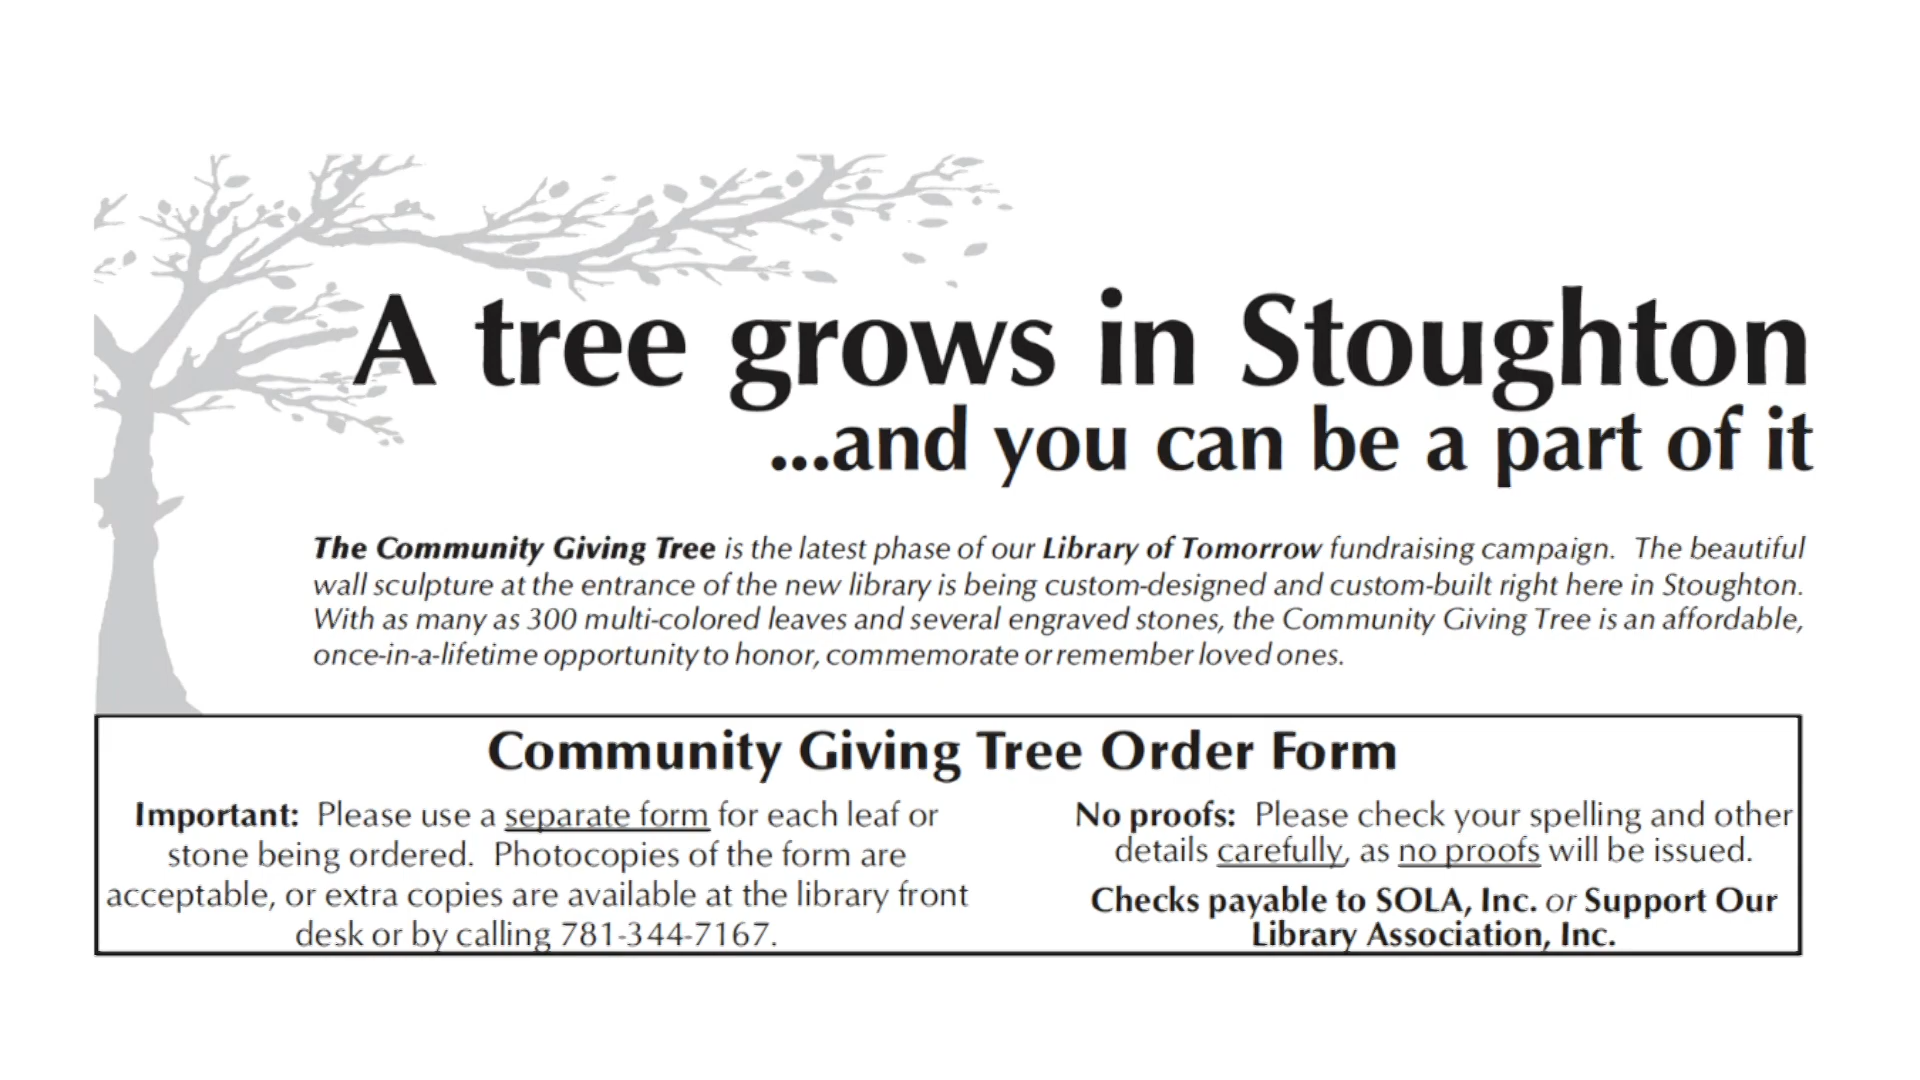 A tree grows in Stoughton
...and you can be a part of it
The Community Giving Tree is the latest phase of our Library of Tomorrow fundraising campaign. The beautiful
wall sculpture at the entrance of the new library is being custom-designed and custom-built right here in Stoughton.
With as many as 300 multi-colored leaves and several engraved stones, the Community Giving Tree is an affordable,
once-in-a-lifetime opportunity to honor, commemorate or remember loved ones.
Community Giving Tree Order Form
Important: Please use a separate form for each leaf or
stone being ordered. Photocopies of the form are
acceptable, or extra copies are available at the library front
desk or by calling 781-344-7167.
No proofs: Please check your spelling and other
details carefully, as no proofs will be issued.
Checks payable to SOLA, Inc. or Support Our
Library Association, Inc.